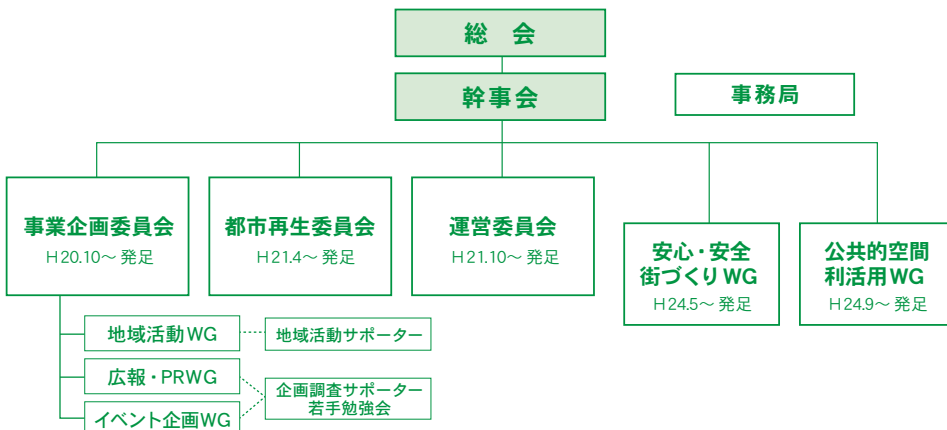 総　会
幹事会
事務局
事業企画委員会
H20.10～発足
都市再生委員会
H21.4～発足
運営委員会
H21.10～発足
安心・安全
街づくりWG
H24.5～発足
公共的空間
利活用WG
H24.9～発足
地域活動WG
地域活動サポーター
広報・PRWG
企画調査サポーター
若手勉強会
イベント企画WG